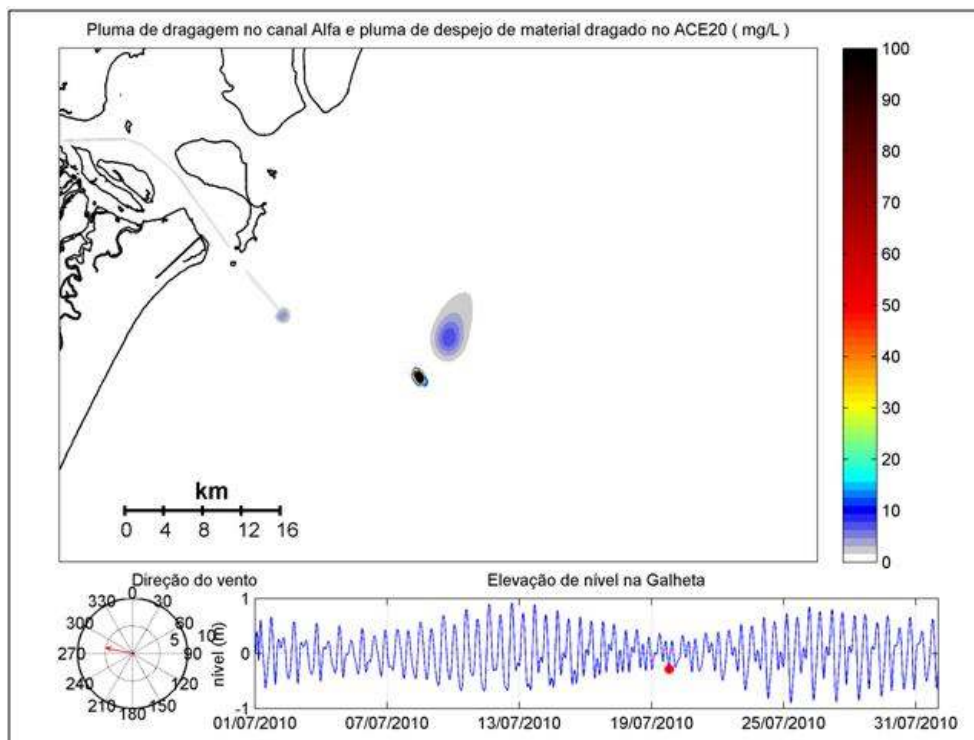 Pluma de dragagem no canal Alfa e pluma de despejo de material dragado no ACE20 ( mg/L )
100
90
80
70
60
50
40
30
20
10
0
km
0 4 8 12 16
Direção do vento
0
330 30
300 60
270 5 10 90
240 120
210 150
180
Elevação de nível na Galheta
nível (m)
1
0
-1
01/07/2010 07/07/2010 13/07/2010 19/07/2010 25/07/2010 31/07/2010